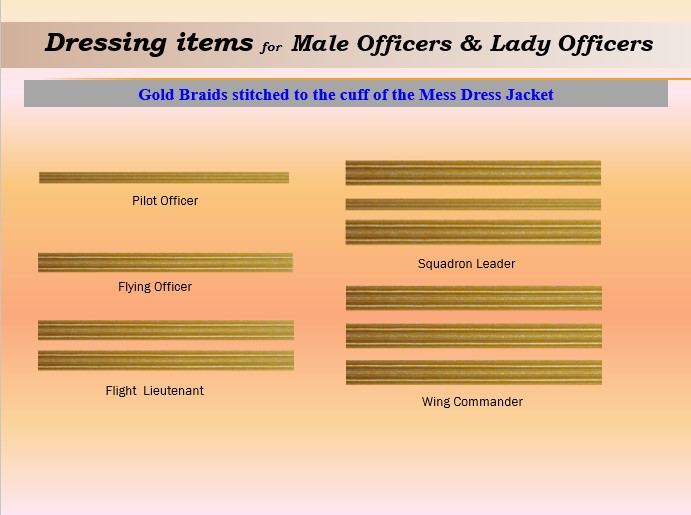 Dressing items for Male Officers & Lady Officers
Gold Braids stitched to the cuff of the Mess Dress Jacket
Pilot Officer
Flying Officer
Flight Lieutenant
Squadron Leader
Wing Commander